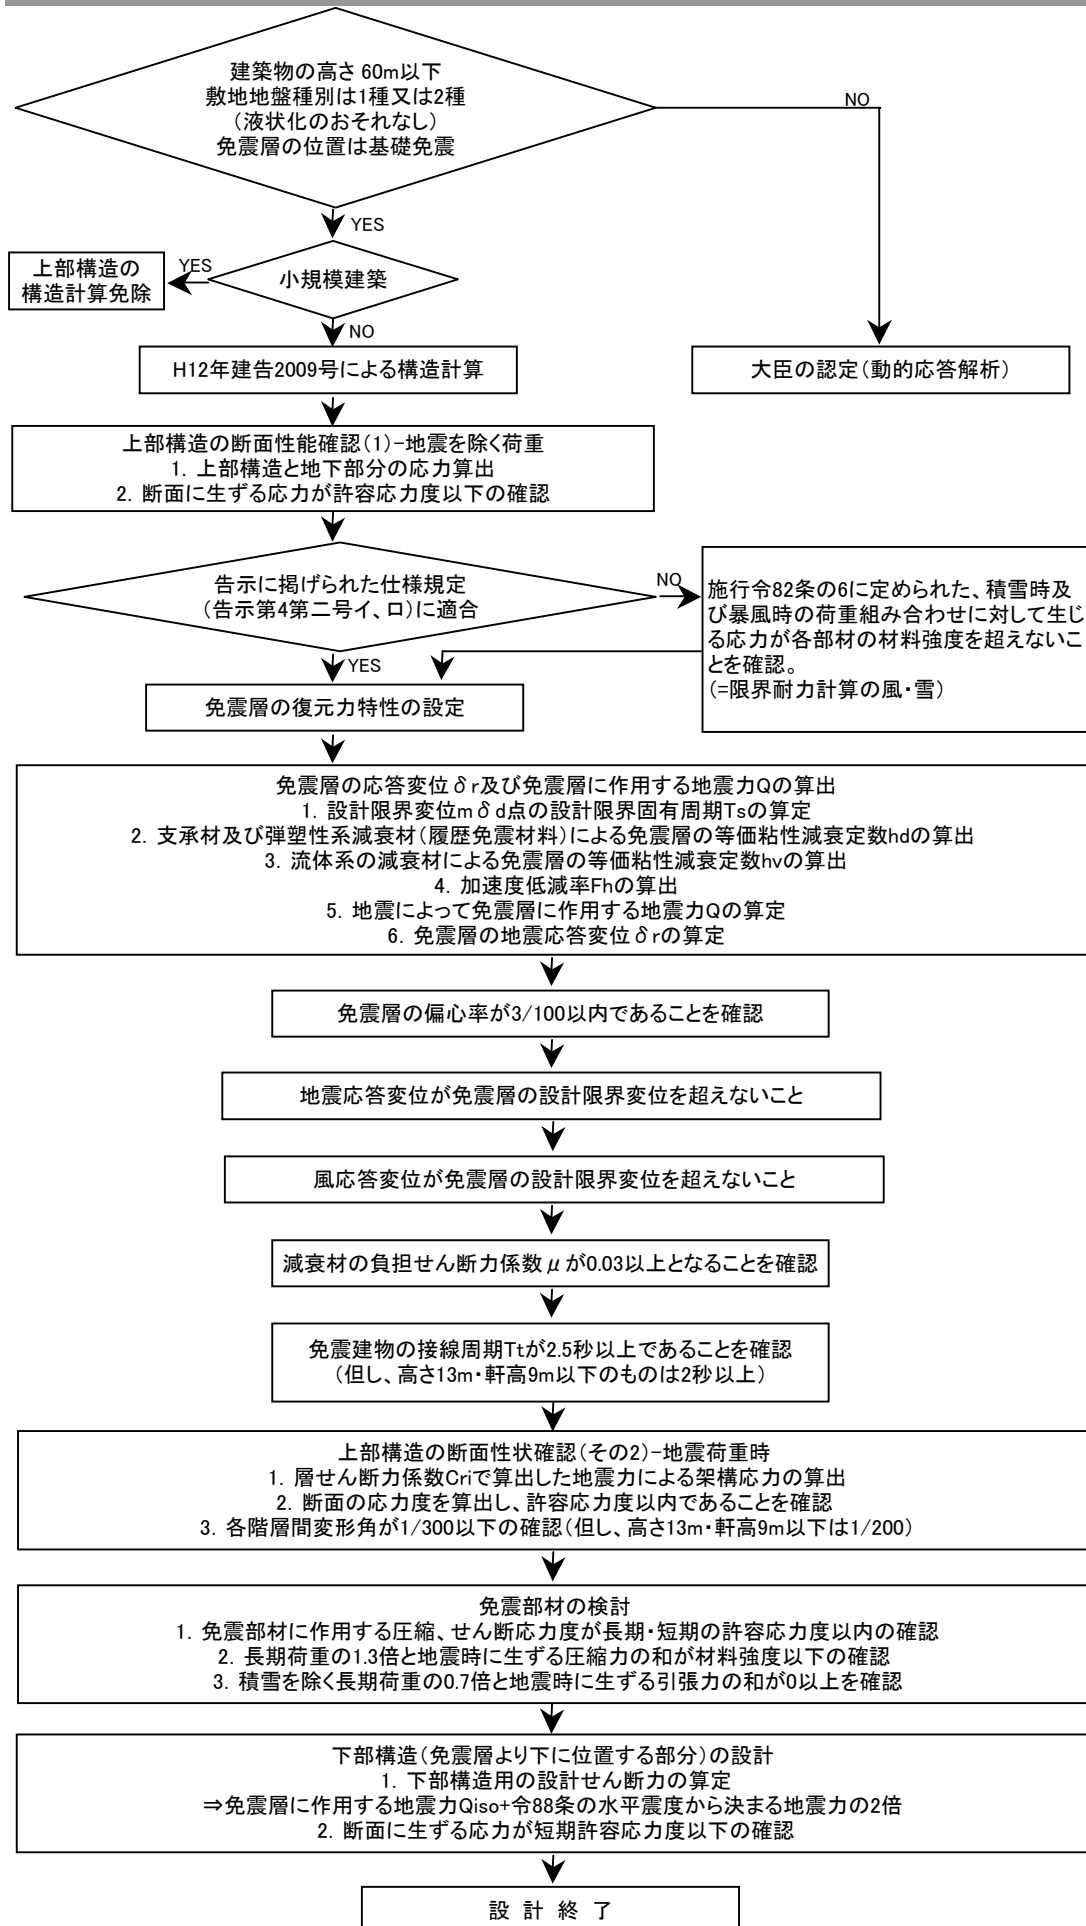 建築物の高さ 60m以下
敷地地盤種別は1種又は2種
(液状化のおそれなし)
免震層の位置は基礎免震
NO
YES
小規模建築
YES
上部構造の
構造計算免除
NO
H12年建告2009号による構造計算
大臣の認定(動的応答解析)
上部構造の断面性能確認(1)-地震を除く荷重
1. 上部構造と地下部分の応力算出
2. 断面に生ずる応力が許容応力度以下の確認
告示に掲げられた仕様規定
(告示第4第二号イ、ロ)に適合
NO
施行令82条の6に定められた、積雪時及
び暴風時の荷重組み合わせに対して生じ
る応力が各部材の材料強度を超えないこ
とを確認。
(=限界耐力計算の風・雪)
YES
免震層の復元力特性の設定
免震層の応答変位δr及び免震層に作用する地震力Qの算出
1. 設計限界変位mδd点の設計限界固有周期Tsの算定
2. 支承材及び弾塑性系減衰材(履歴免震材料)による免震層の等価粘性減衰定数hdの算出
3. 流体系の減衰材による免震層の等価粘性減衰定数hvの算出
4. 加速度低減率Fhの算出
5. 地震によって免震層に作用する地震力Qの算定
6. 免震層の地震応答変位δrの算定
免震層の偏心率が3/100以内であることを確認
地震応答変位が免震層の設計限界変位を超えないこと
風応答変位が免震層の設計限界変位を超えないこと
減衰材の負担せん断力係数μが0.03以上となることを確認
免震建物の接線周期Ttが2.5秒以上であることを確認
(但し、高さ13m・軒高9m以下のものは2秒以上)
上部構造の断面性状確認(その2)-地震荷重時
1. 層せん断力係数Criで算出した地震力による架構応力の算出
2. 断面の応力度を算出し、許容応力度以内であることを確認
3. 各階層間変形角が1/300以下の確認(但し、高さ13m・軒高9m以下は1/200)
免震部材の検討
1. 免震部材に作用する圧縮、せん断応力度が長期・短期の許容応力度以内の確認
2. 長期荷重の1.3倍と地震時に生ずる圧縮力の和が材料強度以下の確認
3. 積雪を除く長期荷重の0.7倍と地震時に生ずる引張力の和が0以上を確認
下部構造(免震層より下に位置する部分)の設計
1. 下部構造用の設計せん断力の算定
⇒免震層に作用する地震力Qiso+令88条の水平震度から決まる地震力の2倍
2. 断面に生ずる応力が短期許容応力度以下の確認
設 計 終 了